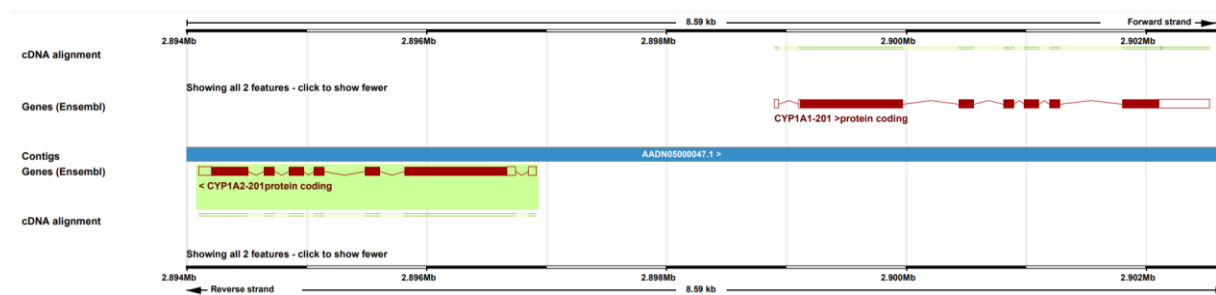 8.59 kb Forward strand
2.894Mb 2.896Mb 2.898Mb 2.900Mb 2.902Mb
cDNA alignment
Showing all 2 features - click to show fewer
Genes (Ensembl)
CYP1A1-201 >protein coding
Contigs AADN05000047.1 >
Genes (Ensembl)
< CYP1A2-201protein coding
cDNA alignment
Showing all 2 features - click to show fewer
2.894Mb 2.896Mb 2.898Mb 2.900Mb 2.902Mb
Reverse strand 8.59 kb